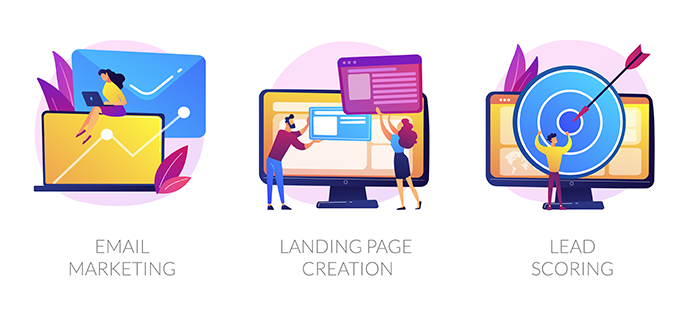 EMAIL
MARKETING
LANDING PAGE
CREATION
LEAD
SCORING